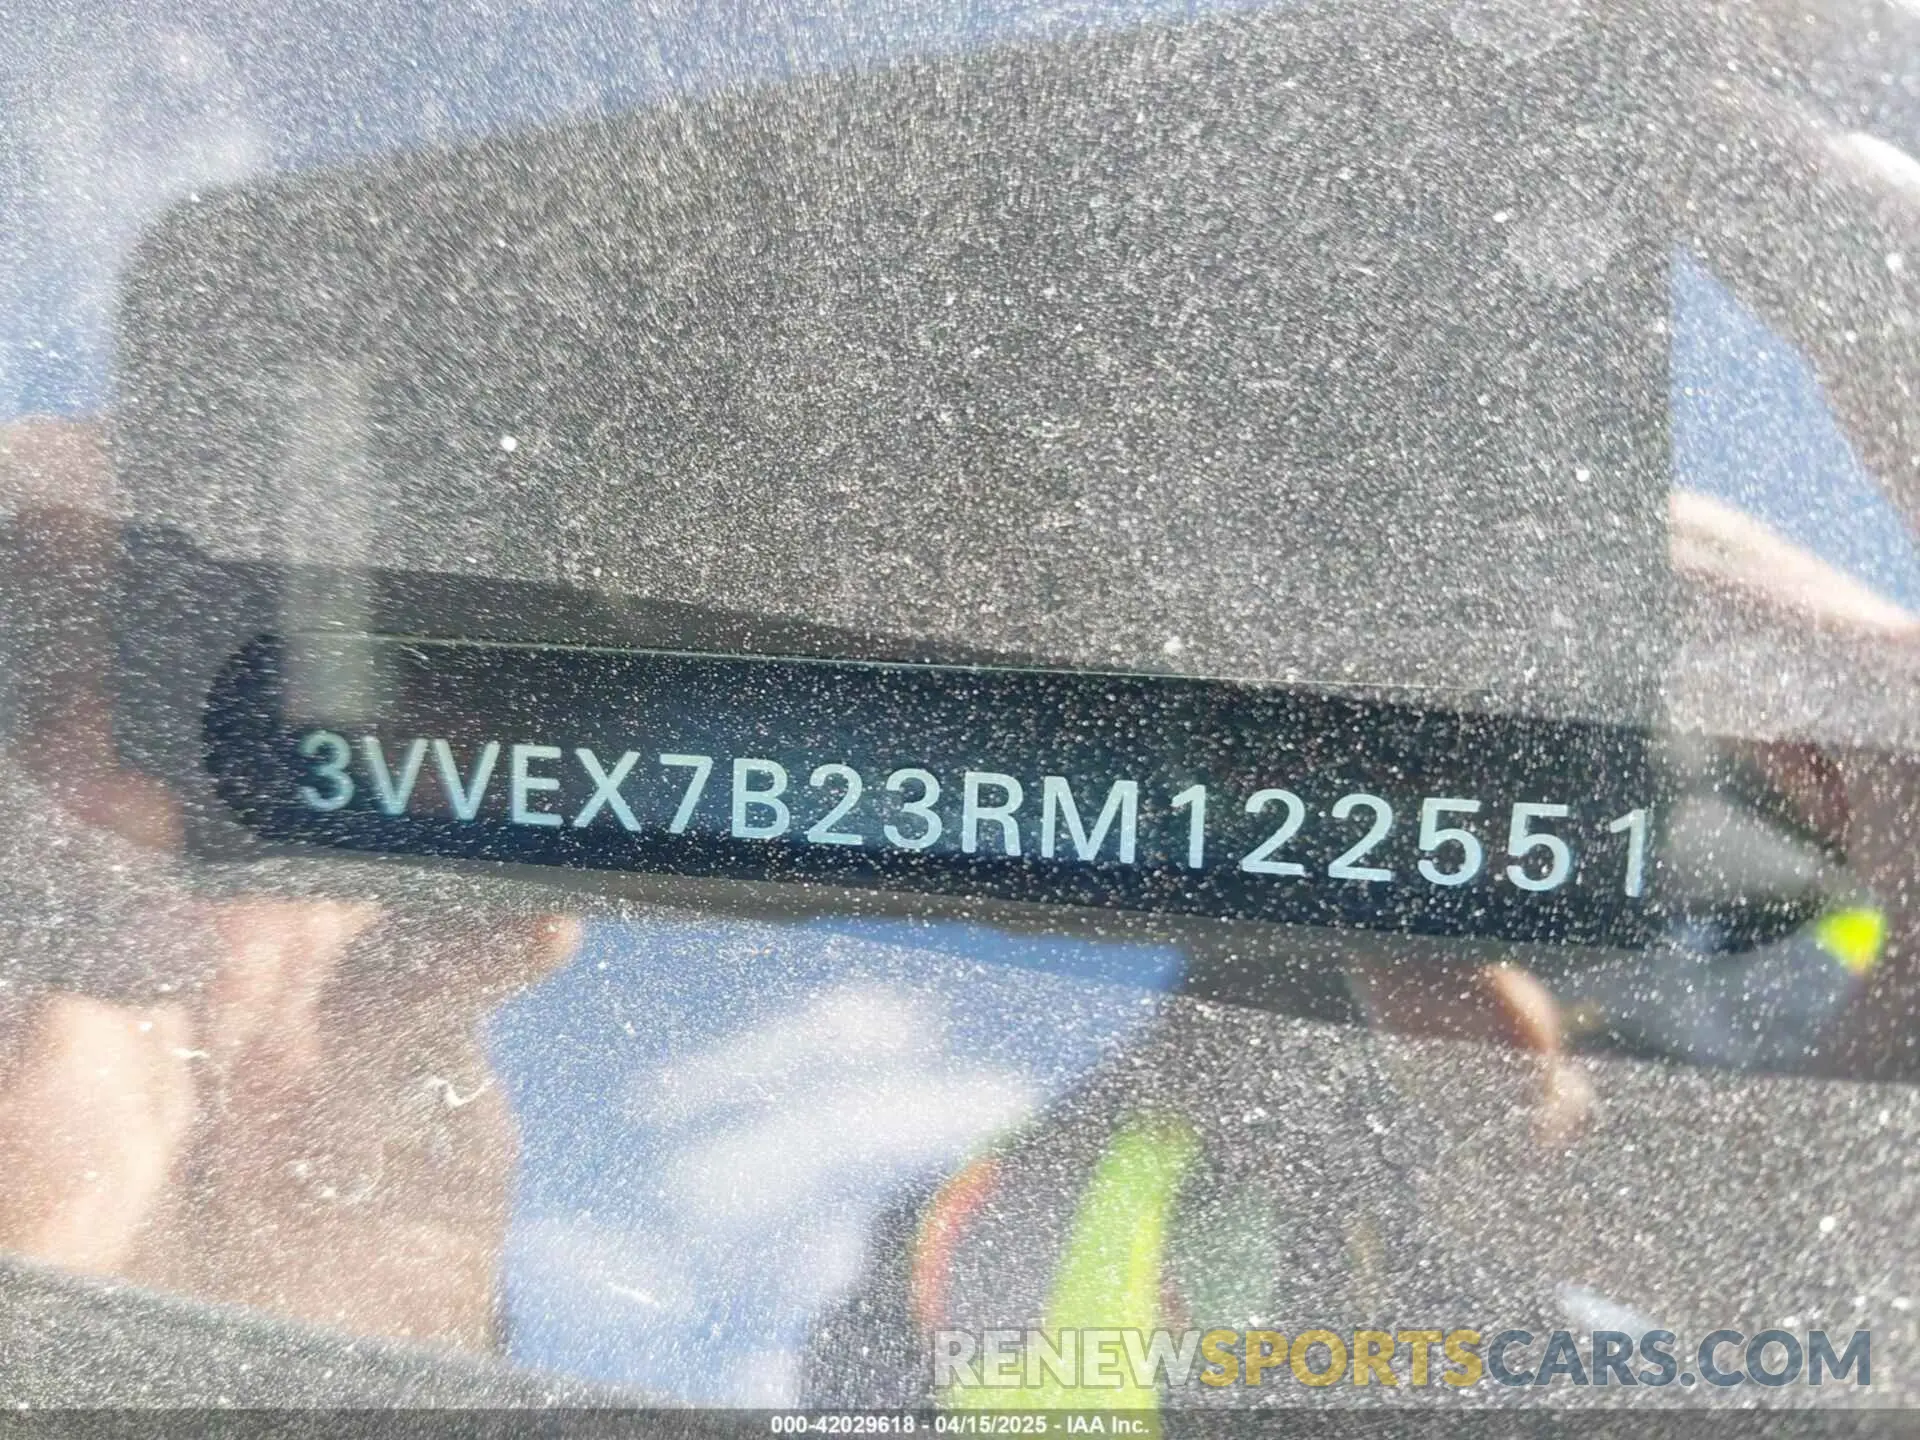 3VVEX7B23RM122551
RENEWSPORTSCARS.COM
000-42029618 - 04/15/2025 - IAA Inc.